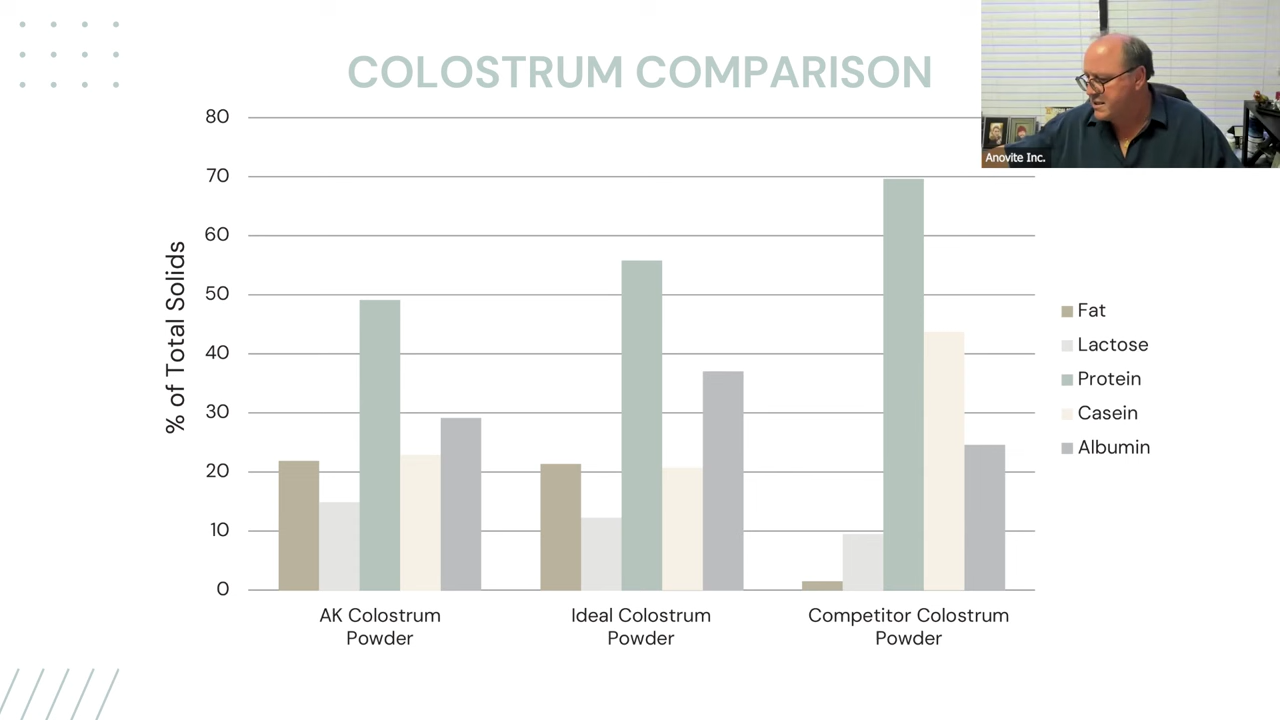 COLOSTRUM COMPARISON
Anovite Inc.
% of Total Solids
80
70
60
50
40
30
20
10
0
AK Colostrum
Powder
Ideal Colostrum
Powder
Competitor Colostrum
Powder
Fat
Lactose
Protein
Casein
Albumin